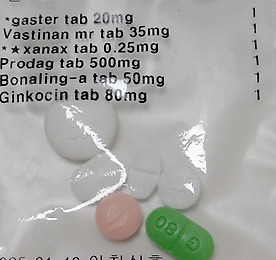 *gaster tab 20mg 1
Vastinan mr tab 35mg 1
*★xanax tab 0.25mg 1
Prodag tab 500mg 1
Bonaling-a tab 50mg 1
Ginkocin tab 80mg 1
G 80